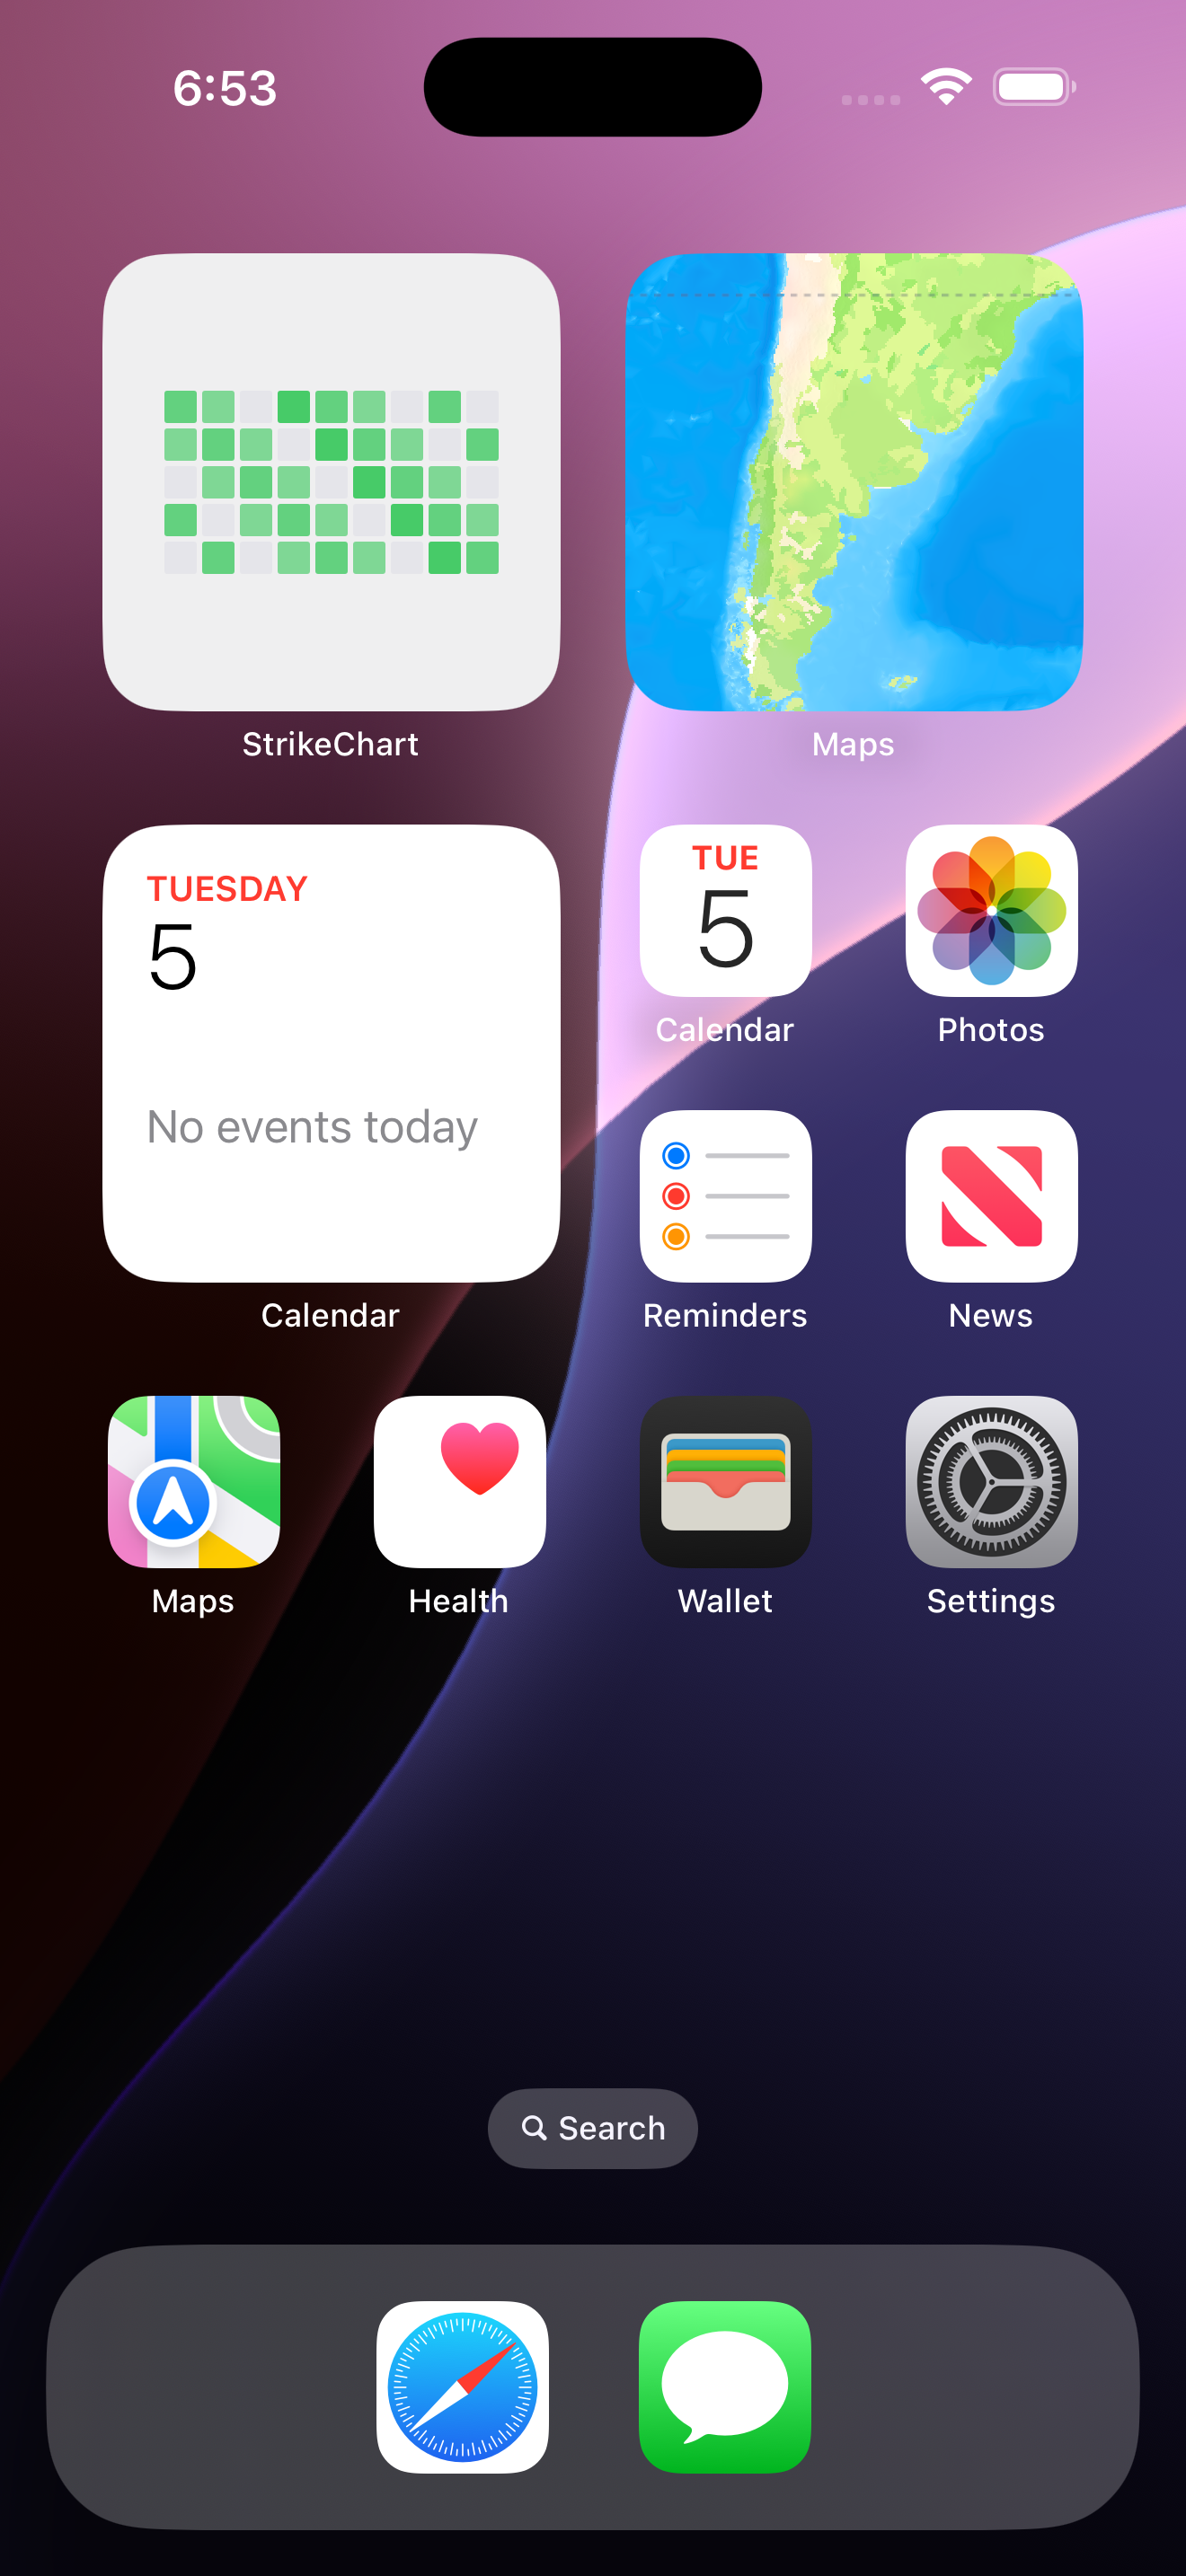 6:53
StrikeChart
Maps
TUESDAY
5
No events today
Calendar
TUE
5
Calendar
Photos
Reminders
News
Maps
Health
Wallet
Settings
Search